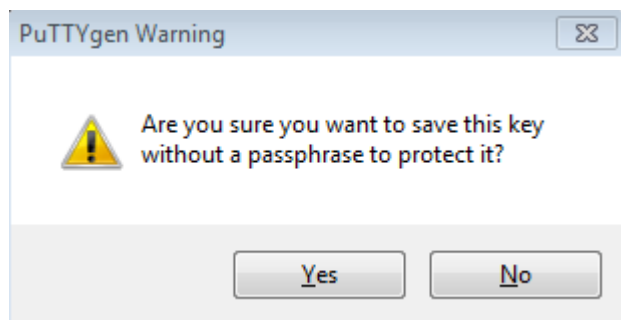 PuTTYgen Warning
Are you sure you want to save this key
without a passphrase to protect it?
Yes
No